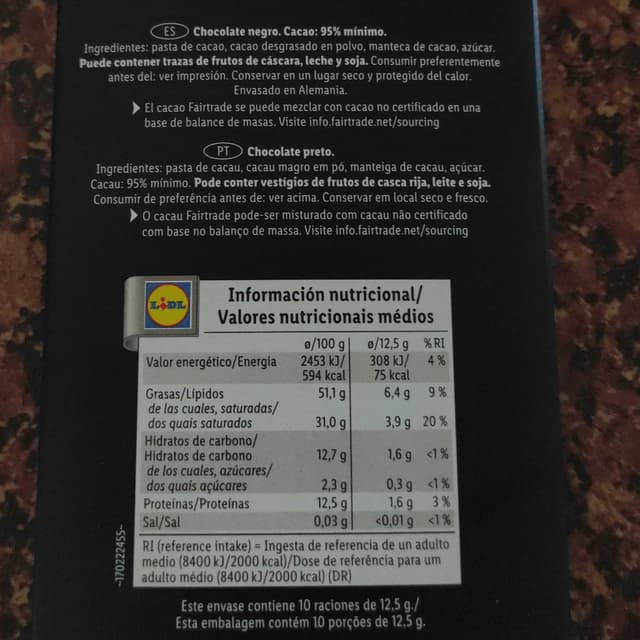 ES Chocolate negro. Cacao: 95% mínimo.
Ingredientes: pasta de cacao, cacao desgrasado en polvo, manteca de cacao, azúcar.
Puede contener trazas de frutos de cáscara, leche y soja. Consumir preferentemente
antes del: ver impresión. Conservar en un lugar seco y protegido del calor.
Envasado en Alemania.
El cacao Fairtrade se puede mezclar con cacao no certificado en una
base de balance de masas. Visite info.fairtrade.net/sourcing
PT Chocolate preto.
Ingredientes: pasta de cacau, cacau magro em pó, manteiga de cacau, açúcar.
Cacau: 95% mínimo. Pode conter vestígios de frutos de casca rija, leite e soja.
Consumir de preferência antes de: ver acima. Conservar em local seco e fresco.
O cacau Fairtrade pode-ser misturado com cacau não certificado
com base no balanço de massa. Visite info.fairtrade.net/sourcing
LIDL
Información nutricional/
Valores nutricionais médios
ø/100 g ø/12,5 g % RI
Valor energético/Energia 2453 kJ/ 308 kJ/ 4 %
594 kcal 75 kcal
Grasas/Lípidos 51,1 g 6,4 g 9 %
de las cuales, saturadas/
dos quais saturados 31,0 g 3,9 g 20 %
Hidratos de carbono/
Hidratos de carbono 12,7 g 1,6 g <1 %
de los cuales, azúcares/
dos quais açúcares 2,3 g 0,3 g <1 %
Proteínas/Proteínas 12,5 g 1,6 g 3 %
Sal/Sal 0,03 g <0,01 g <1 %
RI (reference intake) = Ingesta de referencia de un adulto
medio (8400 kJ/2000 kcal)/Dose de referência para um
adulto médio (8400 kJ/2000 kcal) (DR)
-170222455-
Este envase contiene 10 raciones de 12,5 g./
Esta embalagem contém 10 porções de 12,5 g.